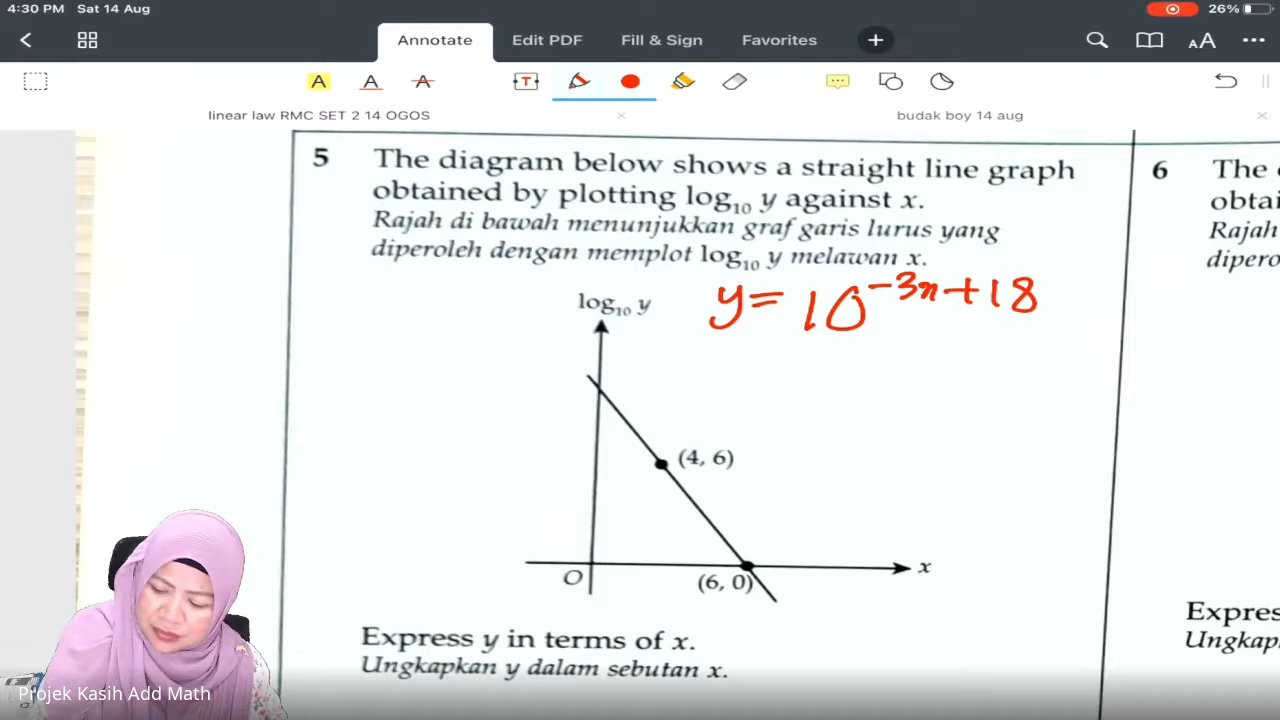 4:30 PM Sat 14 Aug
26%
Annotate Edit PDF Fill & Sign Favorites
A A A T
AA
linear law RMC SET 2 14 OGOS
budak boy 14 aug
5 The diagram below shows a straight line graph
obtained by plotting log₁₀ y against x.
Rajah di bawah menunjukkan graf garis lurus yang
diperoleh dengan memplot log₁₀ y melawan x.
y = 10^{-3x+18}
log₁₀ y
(4, 6)
O
(6, 0)
x
Express y in terms of x.
Ungkapkan y dalam sebutan x.
6 The
obtai
Rajah
dipero
Expres
Ungkap
Projek Kasih Add Math